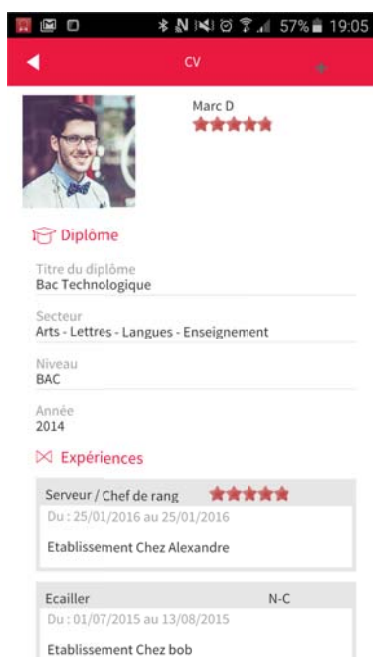 57% 19:05
CV
Marc D
Diplôme
Titre du diplôme
Bac Technologique
Secteur
Arts - Lettres - Langues - Enseignement
Niveau
BAC
Année
2014
Expériences
Serveur / Chef de rang
Du : 25/01/2016 au 25/01/2016
Etablissement Chez Alexandre
Ecailler N-C
Du : 01/07/2015 au 13/08/2015
Etablissement Chez bob